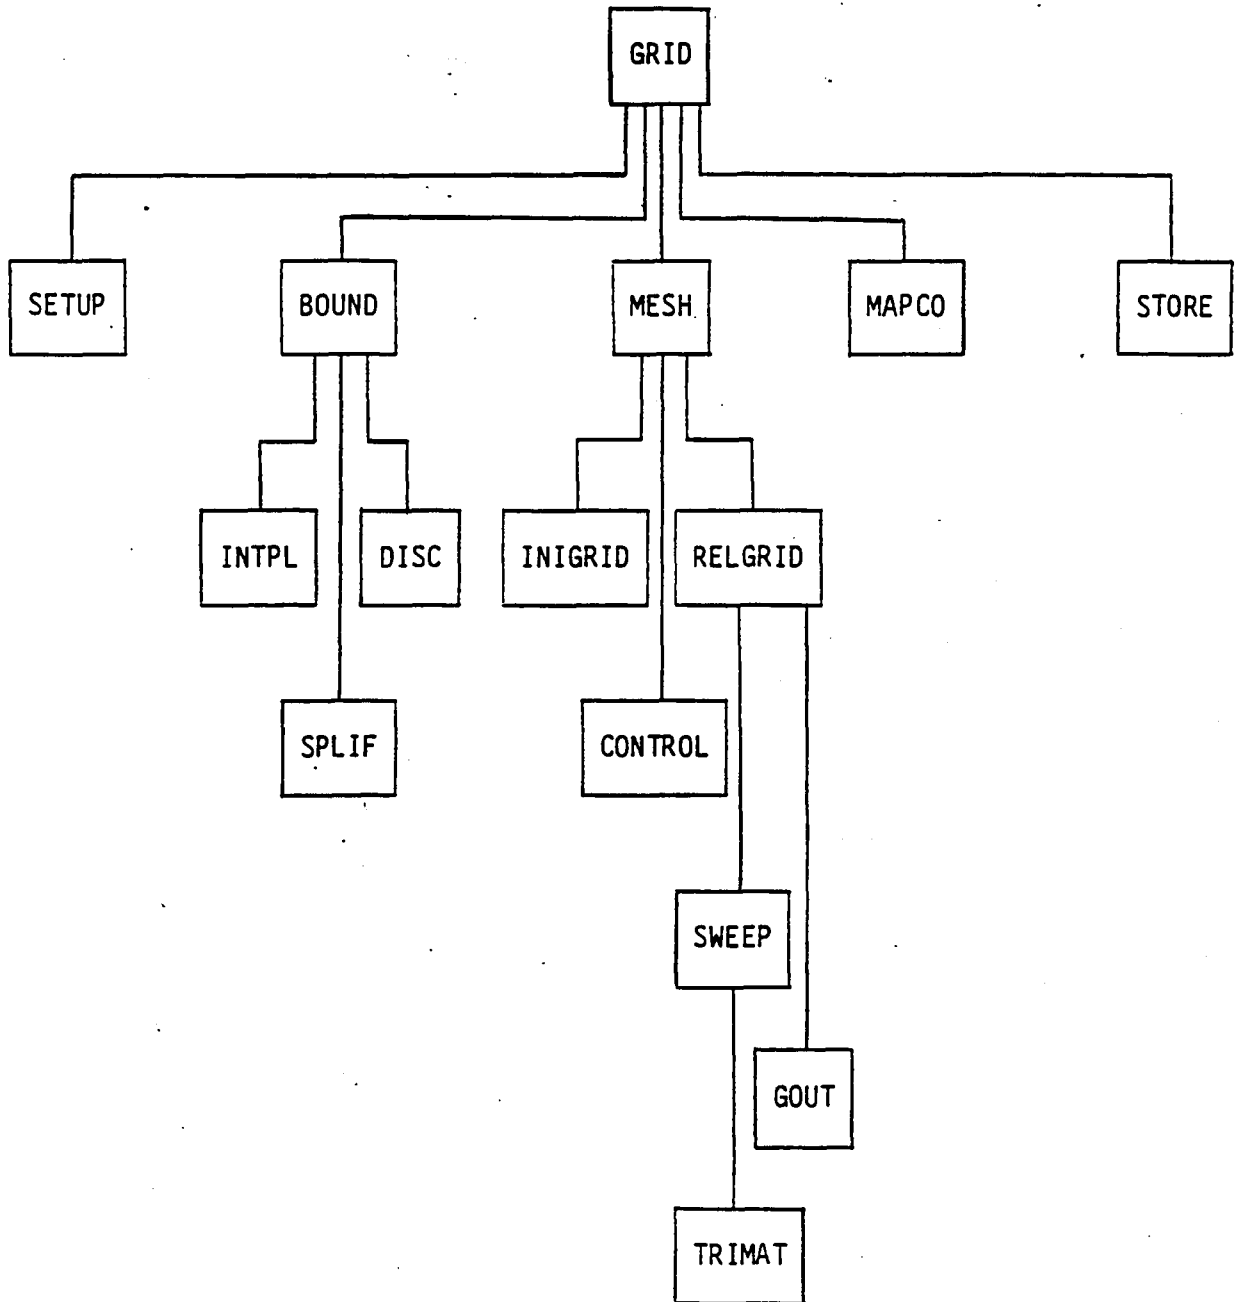 GRID
SETUP
BOUND
MESH
MAPCO
STORE
INTPL
DISC
INIGRID
RELGRID
SPLIF
CONTROL
SWEEP
GOUT
TRIMAT